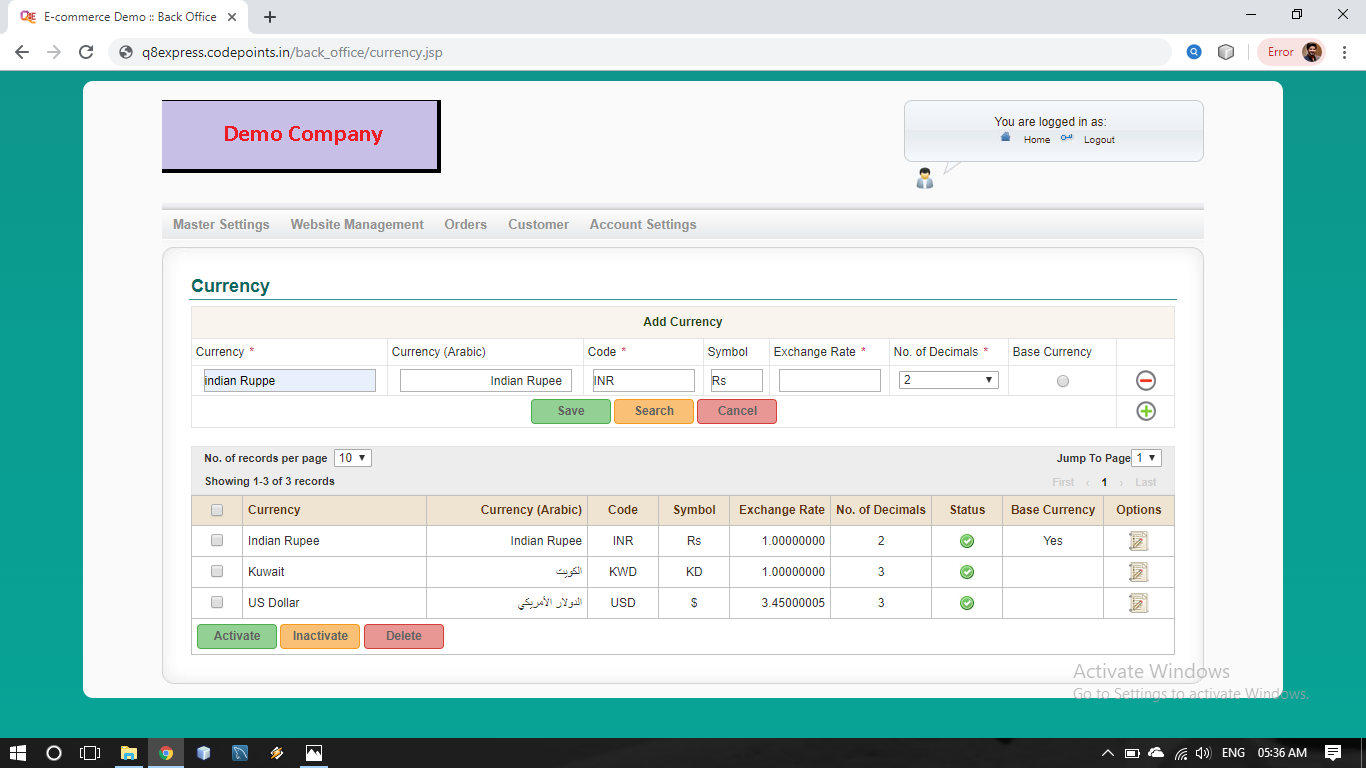 E-commerce Demo :: Back Office
q8express.codepoints.in/back_office/currency.jsp
Error
Demo Company
You are logged in as:
Home Logout
Master Settings Website Management Orders Customer Account Settings
Currency
Add Currency
Currency * Currency (Arabic) Code * Symbol Exchange Rate * No. of Decimals * Base Currency
indian Ruppe Indian Rupee INR Rs 2
Save Search Cancel
No. of records per page 10 Jump To Page 1
Showing 1-3 of 3 records First ‹ 1 › Last
Currency Currency (Arabic) Code Symbol Exchange Rate No. of Decimals Status Base Currency Options
Indian Rupee Indian Rupee INR Rs 1.00000000 2 Yes
Kuwait الكويت KWD KD 1.00000000 3
US Dollar الدولار الأمريكي USD $ 3.45000005 3
Activate Inactivate Delete
Activate Windows
Go to Settings to activate Windows.
ENG 05:36 AM